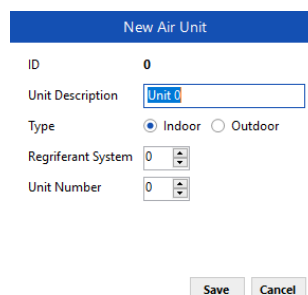 New Air Unit
ID 0
Unit Description Unit 0
Type Indoor Outdoor
Regriferant System 0
Unit Number 0
Save Cancel